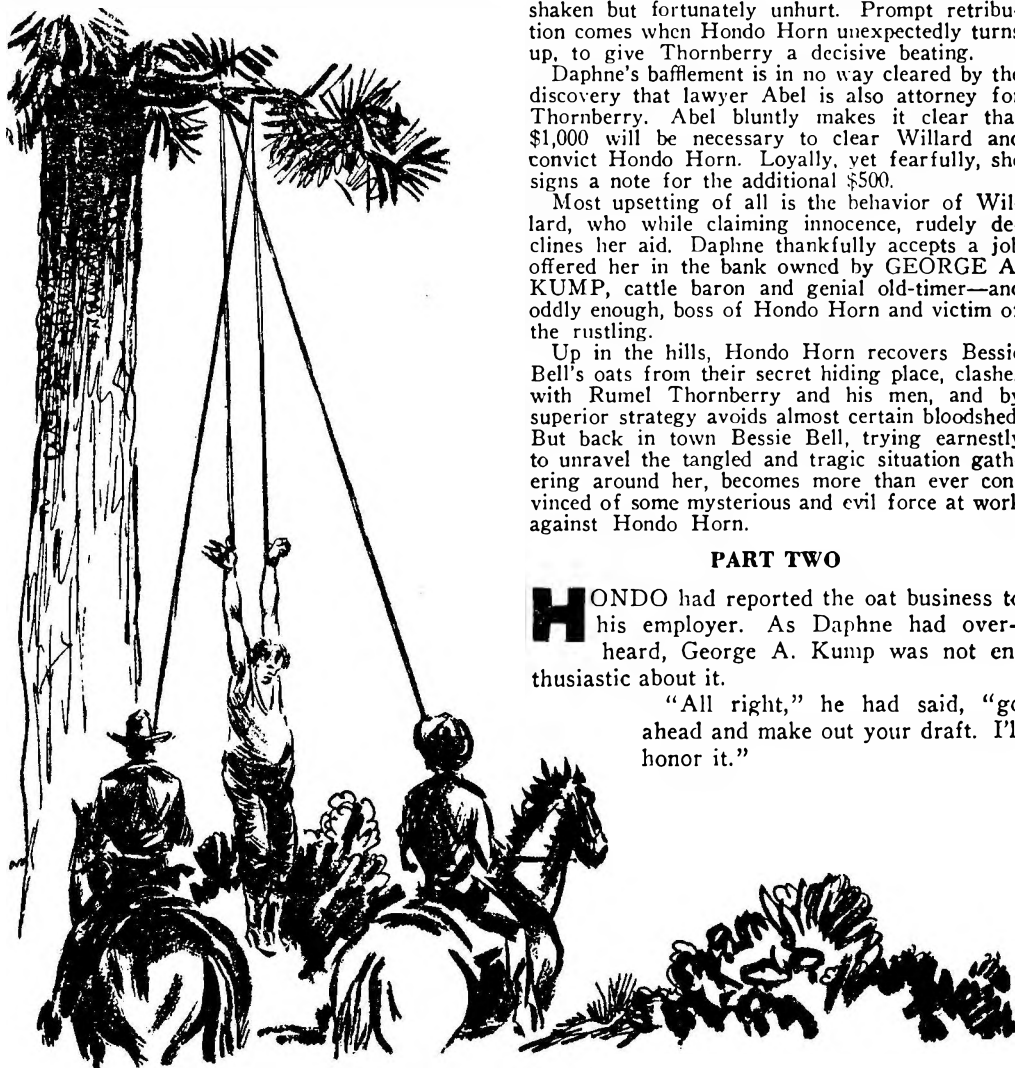 shaken but fortunately unhurt. Prompt retribu-
tion comes when Hondo Horn unexpectedly turns
up, to give Thornberry a decisive beating.
Daphne's bafflement is in no way cleared by the
discovery that lawyer Abel is also attorney for
Thornberry. Abel bluntly makes it clear tha
$1,000 will be necessary to clear Willard and
convict Hondo Horn. Loyally, yet fearfully, she
signs a note for the additional $500.
Most upsetting of all is the behavior of Wil-
lard, who while claiming innocence, rudely de-
clines her aid. Daphne thankfully accepts a job
offered her in the bank owned by GEORGE A.
KUMP, cattle baron and genial old-timer—and
oddly enough, boss of Hondo Horn and victim of
the rustling.
Up in the hills, Hondo Horn recovers Bessie
Bell's oats from their secret hiding place, clashe
with Rumel Thornberry and his men, and by
superior strategy avoids almost certain bloodshed.
But back in town Bessie Bell, trying earnestly
to unravel the tangled and tragic situation gath-
ering around her, becomes more than ever con-
vinced of some mysterious and evil force at work
against Hondo Horn.
PART TWO
HONDO had reported the oat business to
his employer. As Daphne had over-
heard, George A. Kump was not en-
thusiastic about it.
"All right," he had said, "go
ahead and make out your draft. I'll
honor it."